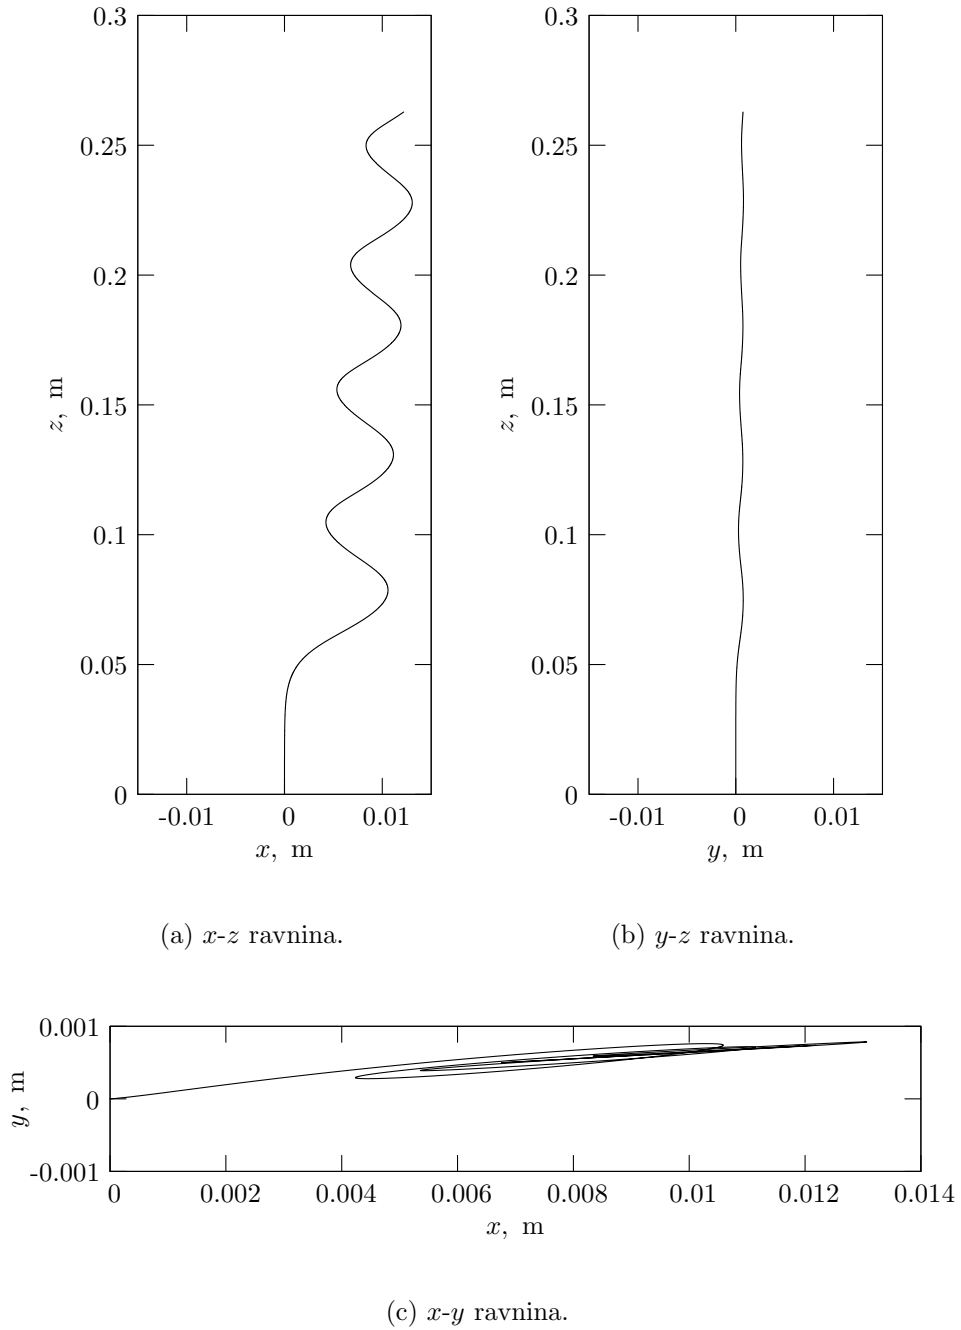 0.3
0.25
0.2
0.15
0.1
0.05
0
z, m
-0.01 0 0.01
x, m
0.3
0.25
0.2
0.15
0.1
0.05
0
z, m
-0.01 0 0.01
y, m
(a) x-z ravnina.
(b) y-z ravnina.
0.001
0
-0.001
y, m
0 0.002 0.004 0.006 0.008 0.01 0.012 0.014
x, m
(c) x-y ravnina.